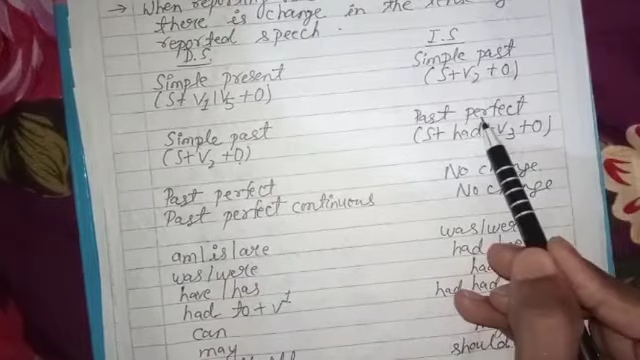 → When reporting
there is change in the
reported speech.
D.S. I.S
Simple present Simple past
(S+ V1|V5 +O) (S+V2 +O)
Simple past Past perfect
(S+V2 +O) (S+ had+V3+O)
Past perfect No change
Past perfect continuous No change
am|is|are was|were
was|were had
have|has had
had to + V1 had had
can
may should